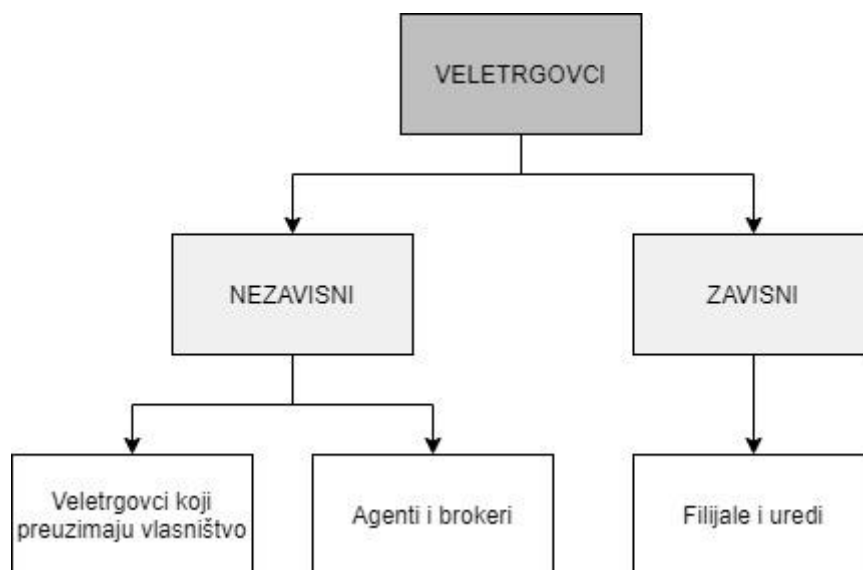 VELETRGOVCI
NEZAVISNI
ZAVISNI
Veletrgovci koji
preuzimaju vlasništvo
Agenti i brokeri
Filijale i uredi